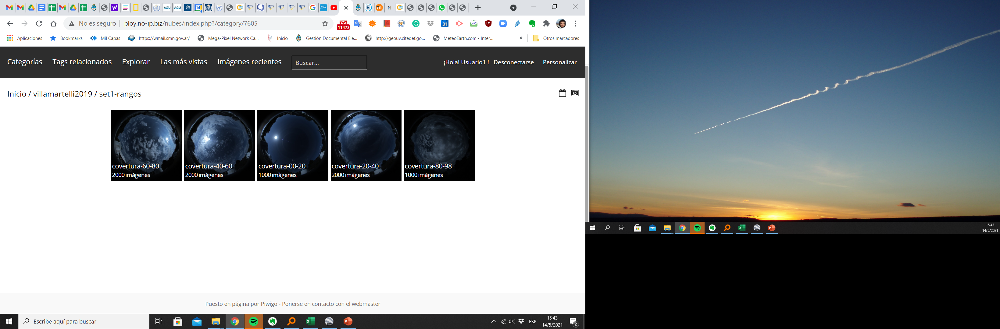 No es seguro | ploy.no-ip.biz/nubes/index.php?/category/7605
11472
31
Aplicaciones Bookmarks Mil Capas https://wmail.smn.gov.ar/ Mega-Pixel Network Ca... Inicio Gestión Documental Ele... http://geouv.citedef.go... MeteoEarth.com - Inter... » Otros marcadores
Categorías Tags relacionados Explorar Las más vistas Imágenes recientes Buscar... ¡Hola! Usuario1 ! Desconectarse Personalizar
Inicio / villamartelli2019 / set1-rangos
covertura-60-80
2000 imágenes
covertura-40-60
2000 imágenes
covertura-00-20
1000 imágenes
covertura-20-40
2000 imágenes
covertura-80-98
1000 imágenes
Puesto en página por Piwigo - Ponerse en contacto con el webmaster
Escribe aquí para buscar
ESP
15:43
14/5/2021
2
15:43
14/5/2021